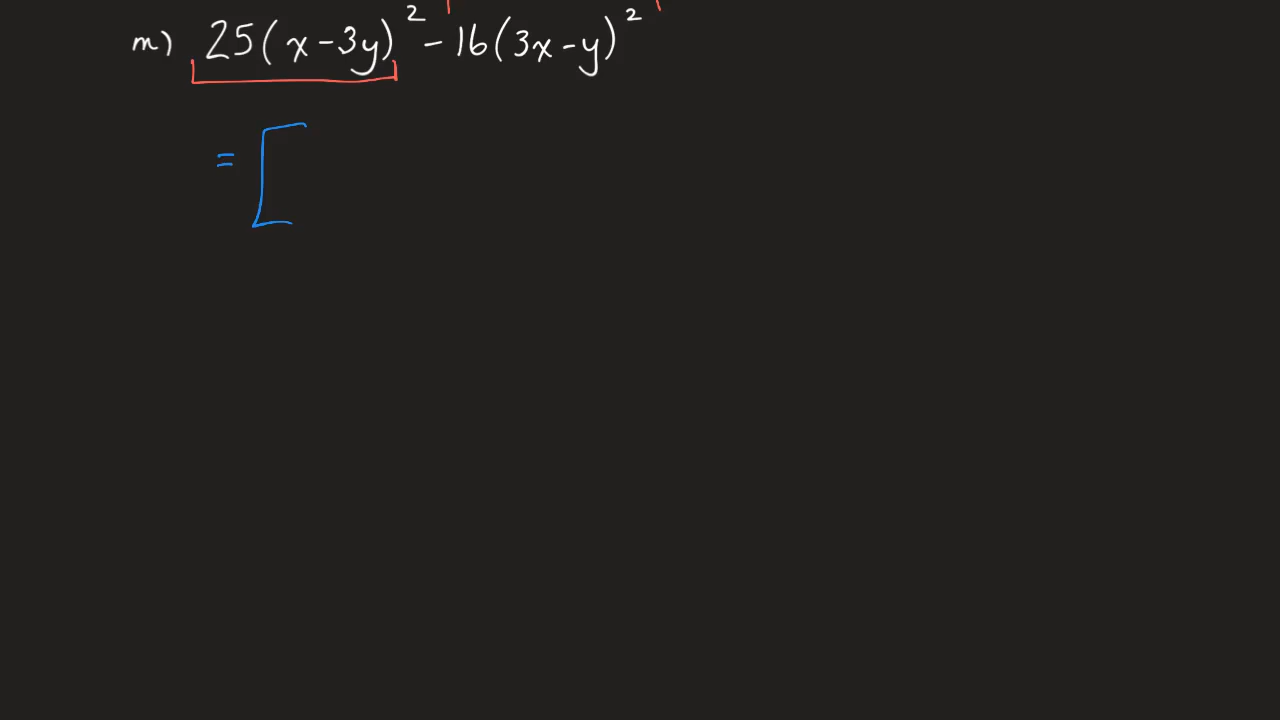 m) 25(x-3y)² - 16(3x-y)²
= [